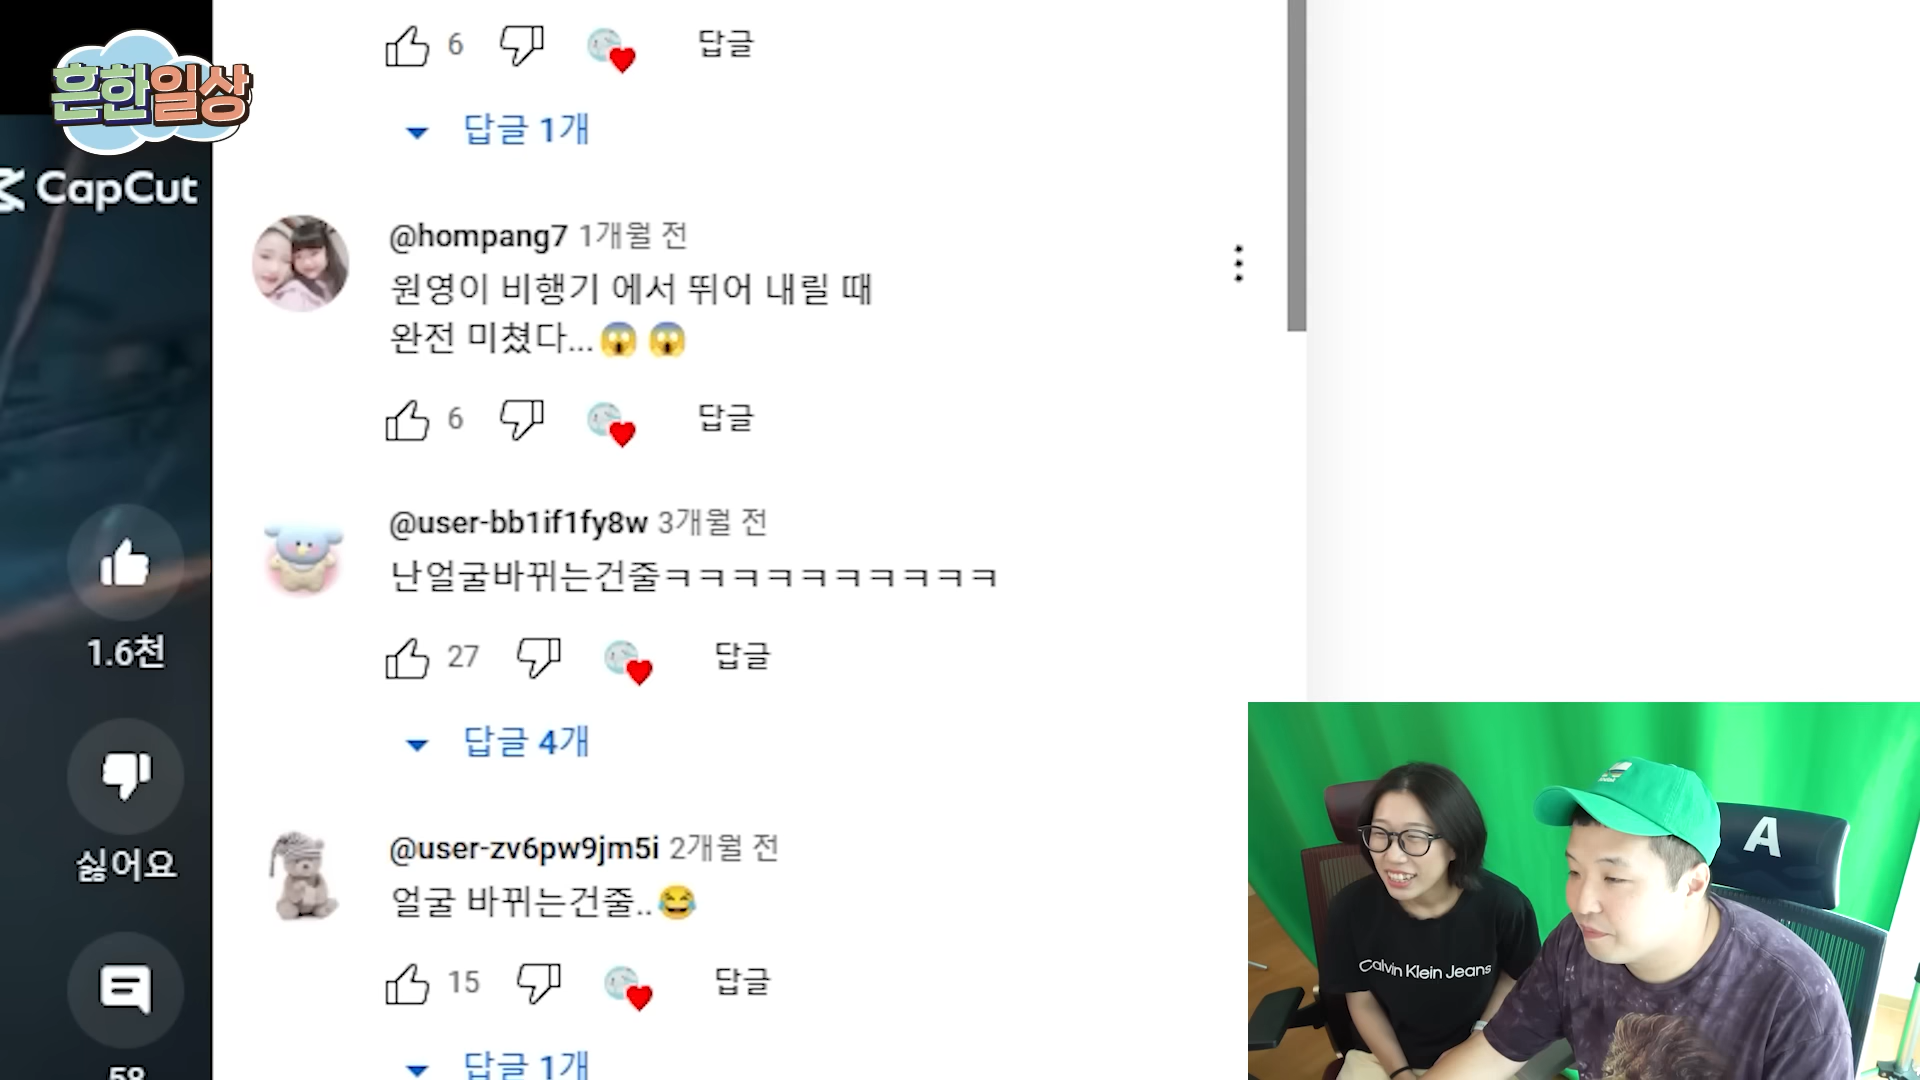 흔한일상
CapCut
1.6천
싫어요
58
6 답글
답글 1개
@hompang7 1개월 전
원영이 비행기 에서 뛰어 내릴 때
완전 미쳤다...😱😱
6 답글
@user-bb1if1fy8w 3개월 전
난얼굴바뀌는건줄ㅋㅋㅋㅋㅋㅋㅋㅋㅋㅋ
27 답글
답글 4개
@user-zv6pw9jm5i 2개월 전
얼굴 바뀌는건줄..😂
15 답글
답글 1개
A
Calvin Klein Jeans